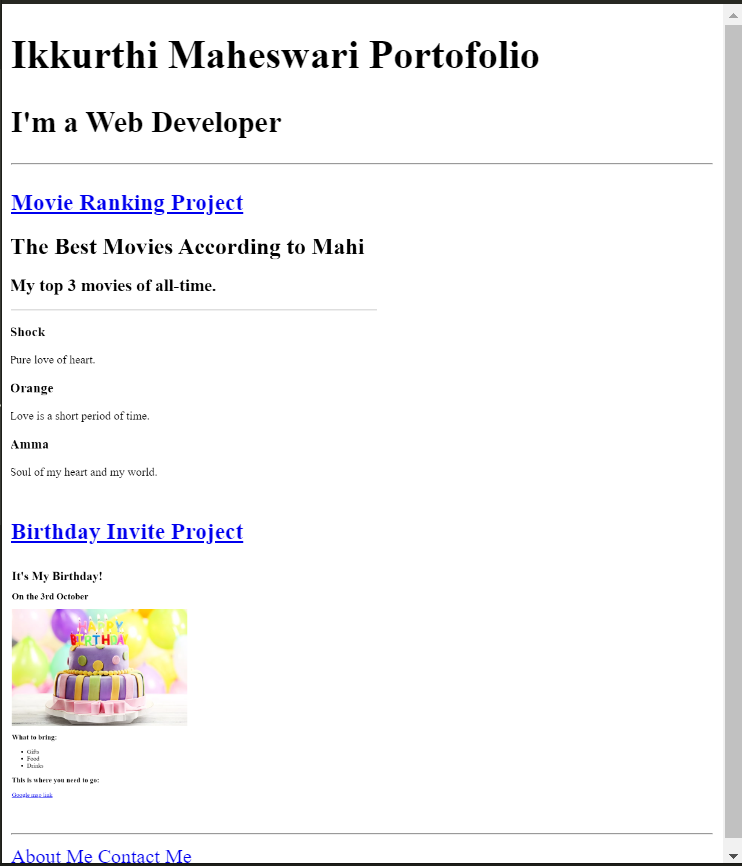 Ikkurthi Maheswari Portofolio
I'm a Web Developer
Movie Ranking Project
The Best Movies According to Mahi
My top 3 movies of all-time.
Shock
Pure love of heart.
Orange
Love is a short period of time.
Amma
Soul of my heart and my world.
Birthday Invite Project
It's My Birthday!
On the 3rd October
HAPPY
BIRTHDAY
What to bring:
Gifts
Food
Drinks
This is where you need to go:
Google map link
About Me Contact Me